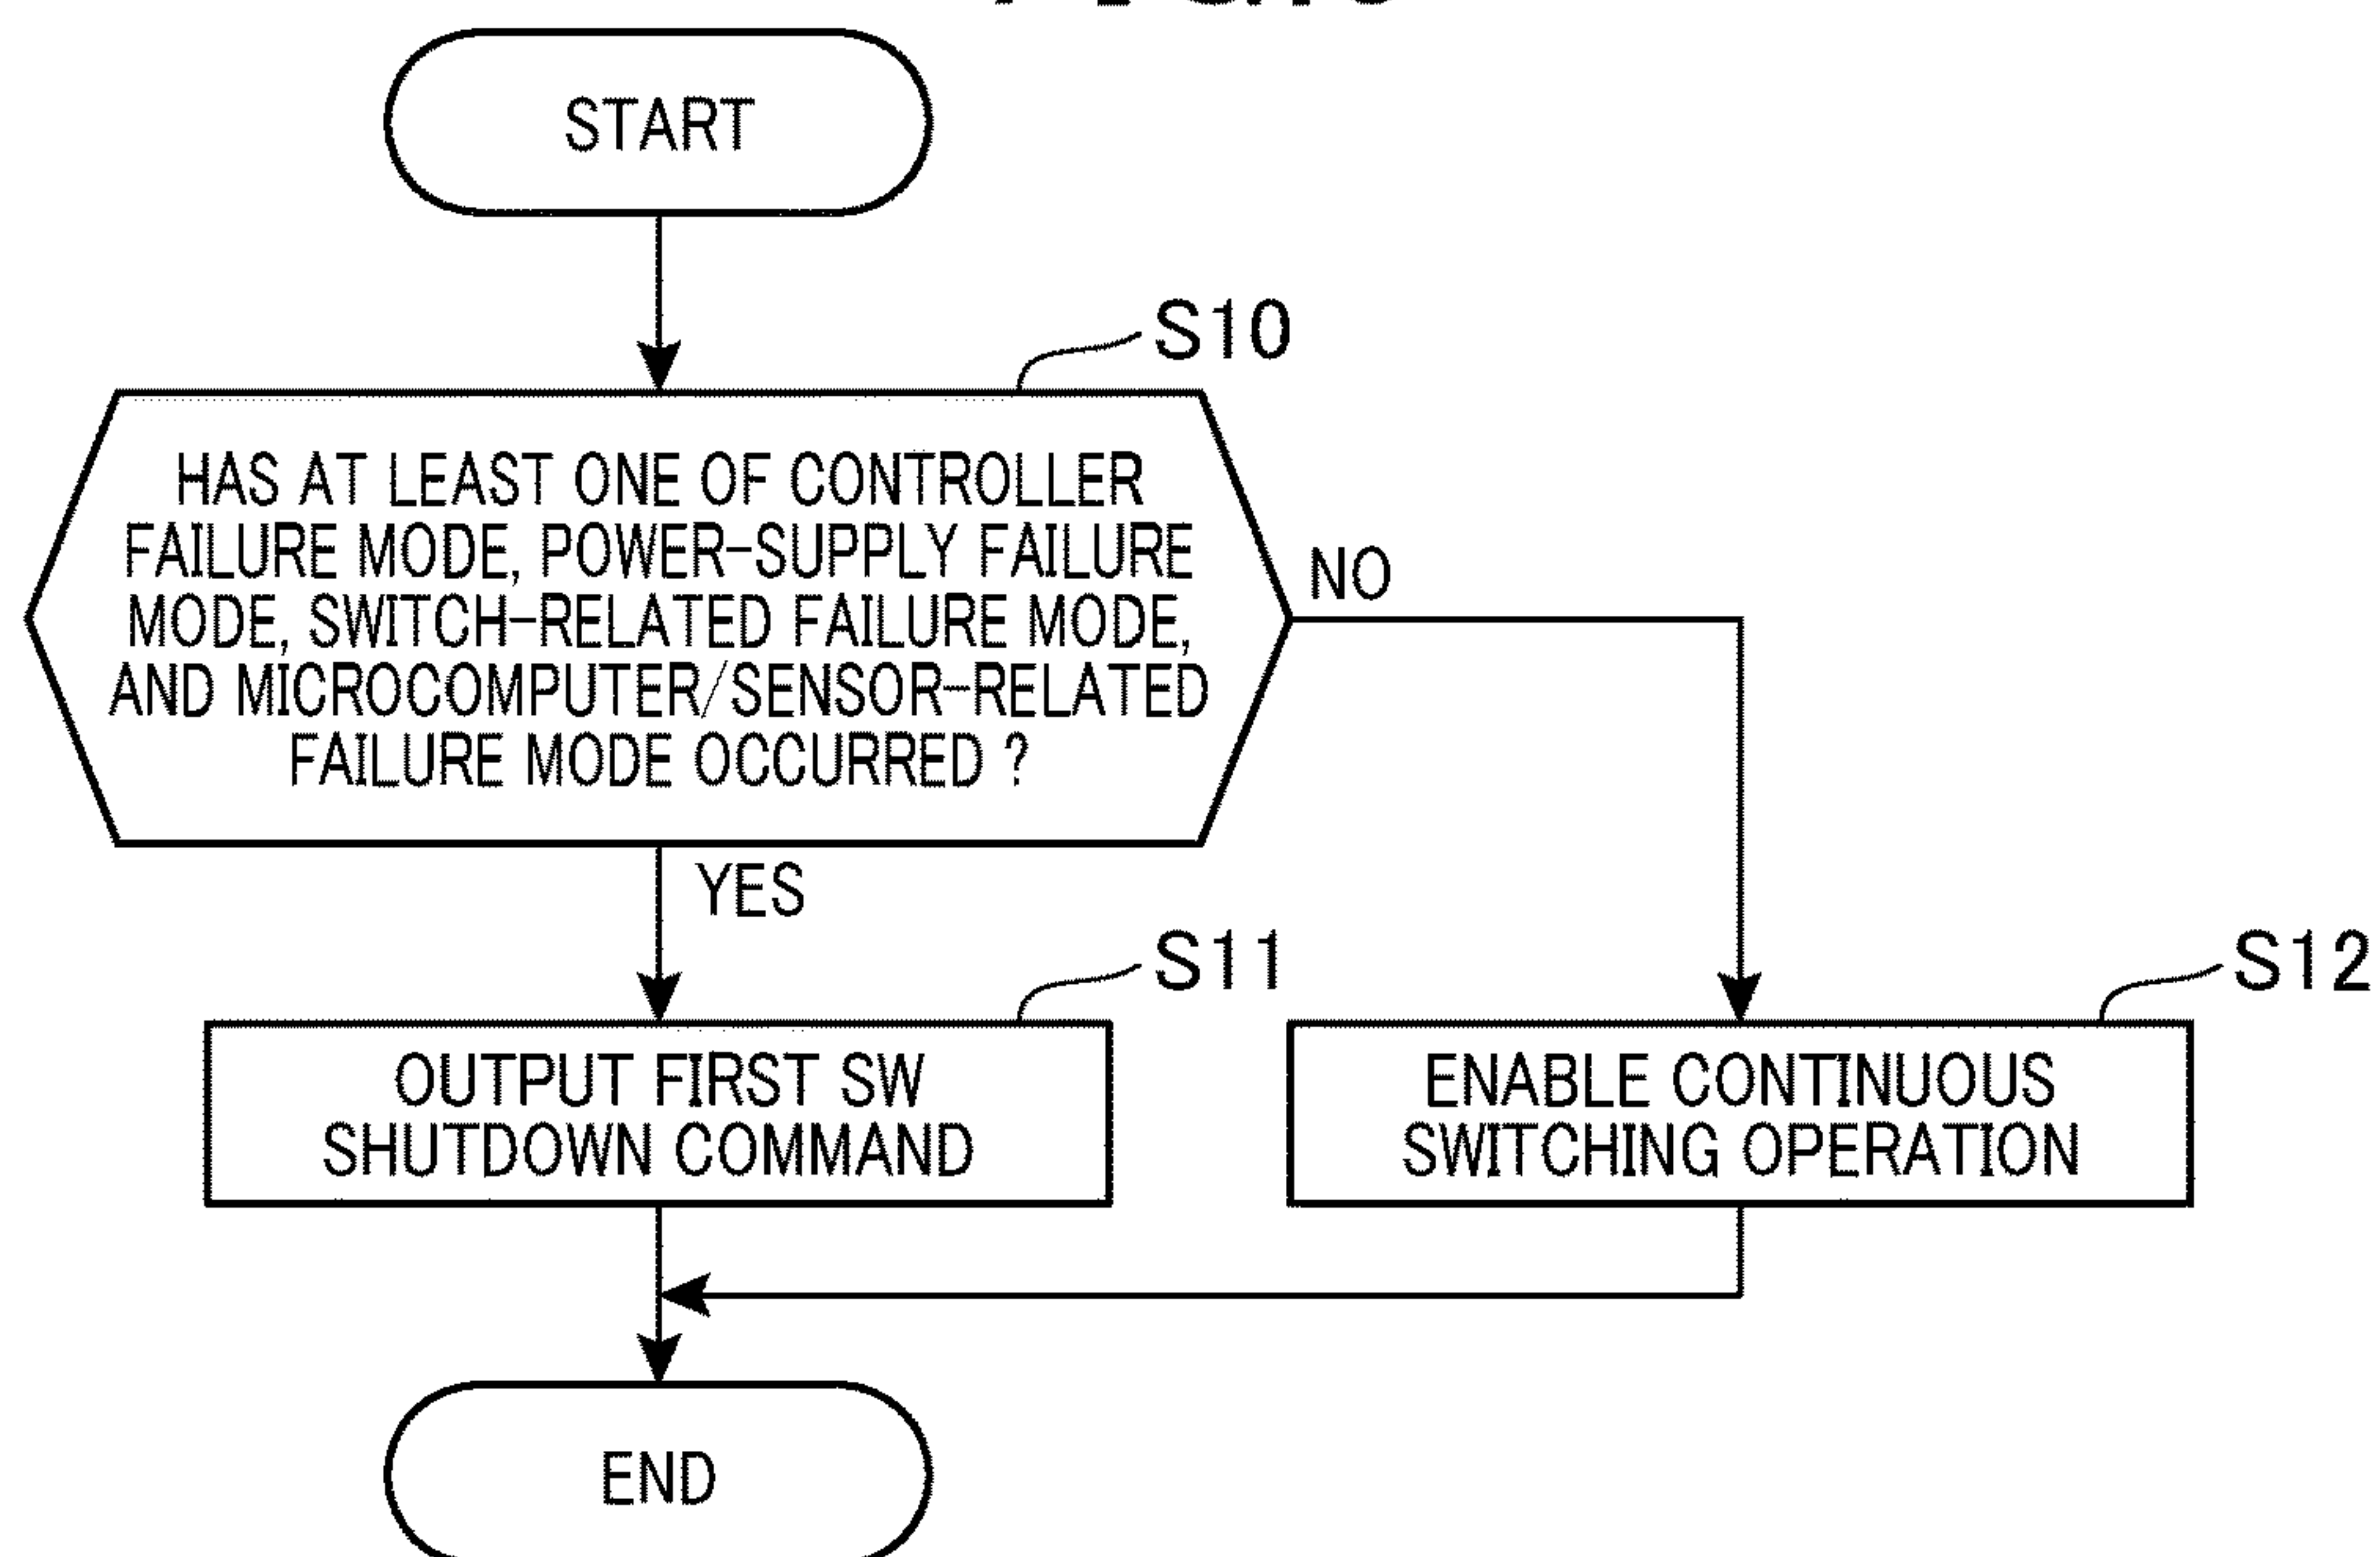 START
S10
HAS AT LEAST ONE OF CONTROLLER
FAILURE MODE, POWER-SUPPLY FAILURE
MODE, SWITCH-RELATED FAILURE MODE,
AND MICROCOMPUTER/SENSOR-RELATED
FAILURE MODE OCCURRED ?
NO
YES
S11
S12
OUTPUT FIRST SW
SHUTDOWN COMMAND
ENABLE CONTINUOUS
SWITCHING OPERATION
END